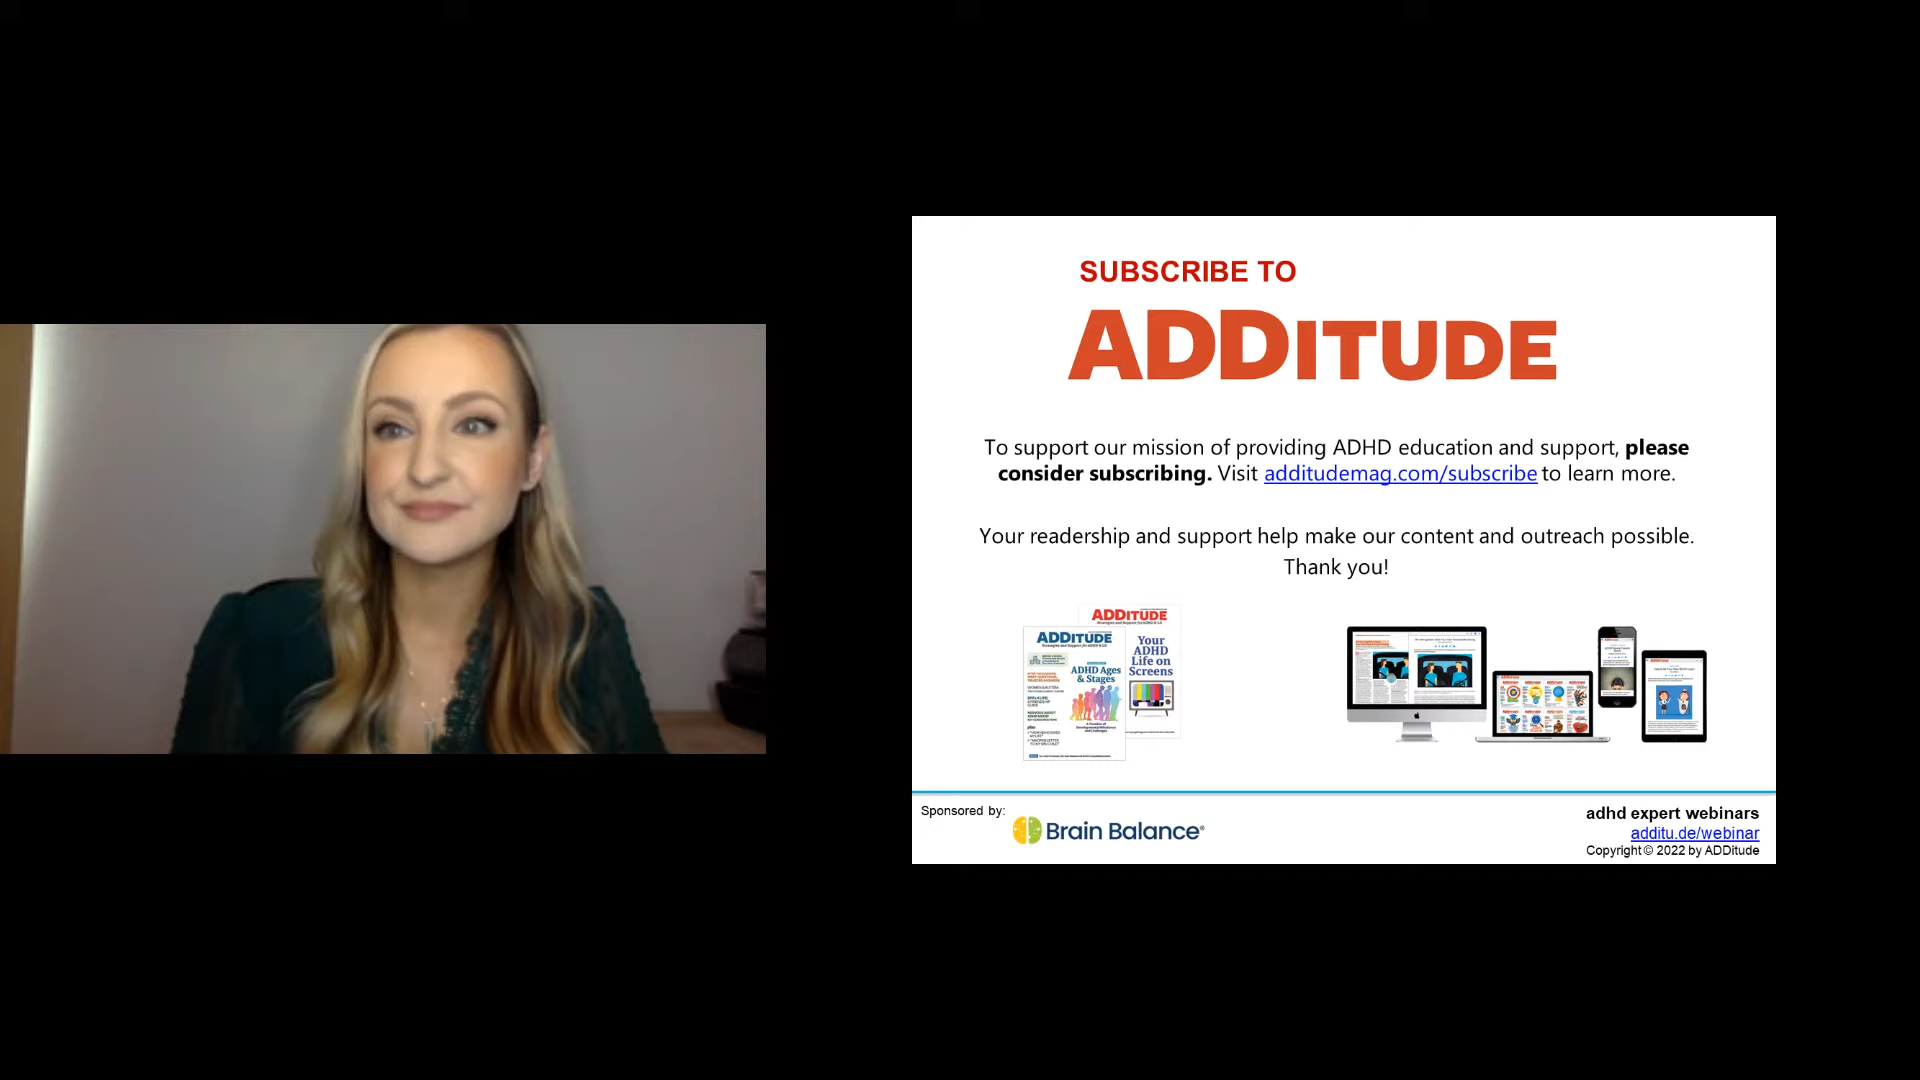 SUBSCRIBE TO
ADDITUDE
To support our mission of providing ADHD education and support, please
consider subscribing. Visit additudemag.com/subscribe to learn more.
Your readership and support help make our content and outreach possible.
Thank you!
ADDITUDE
Your
ADHD
Life on
Screens
ADDITUDE
ADHD Ages
& Stages
Sponsored by:
Brain Balance
adhd expert webinars
additu.de/webinar
Copyright © 2022 by ADDitude